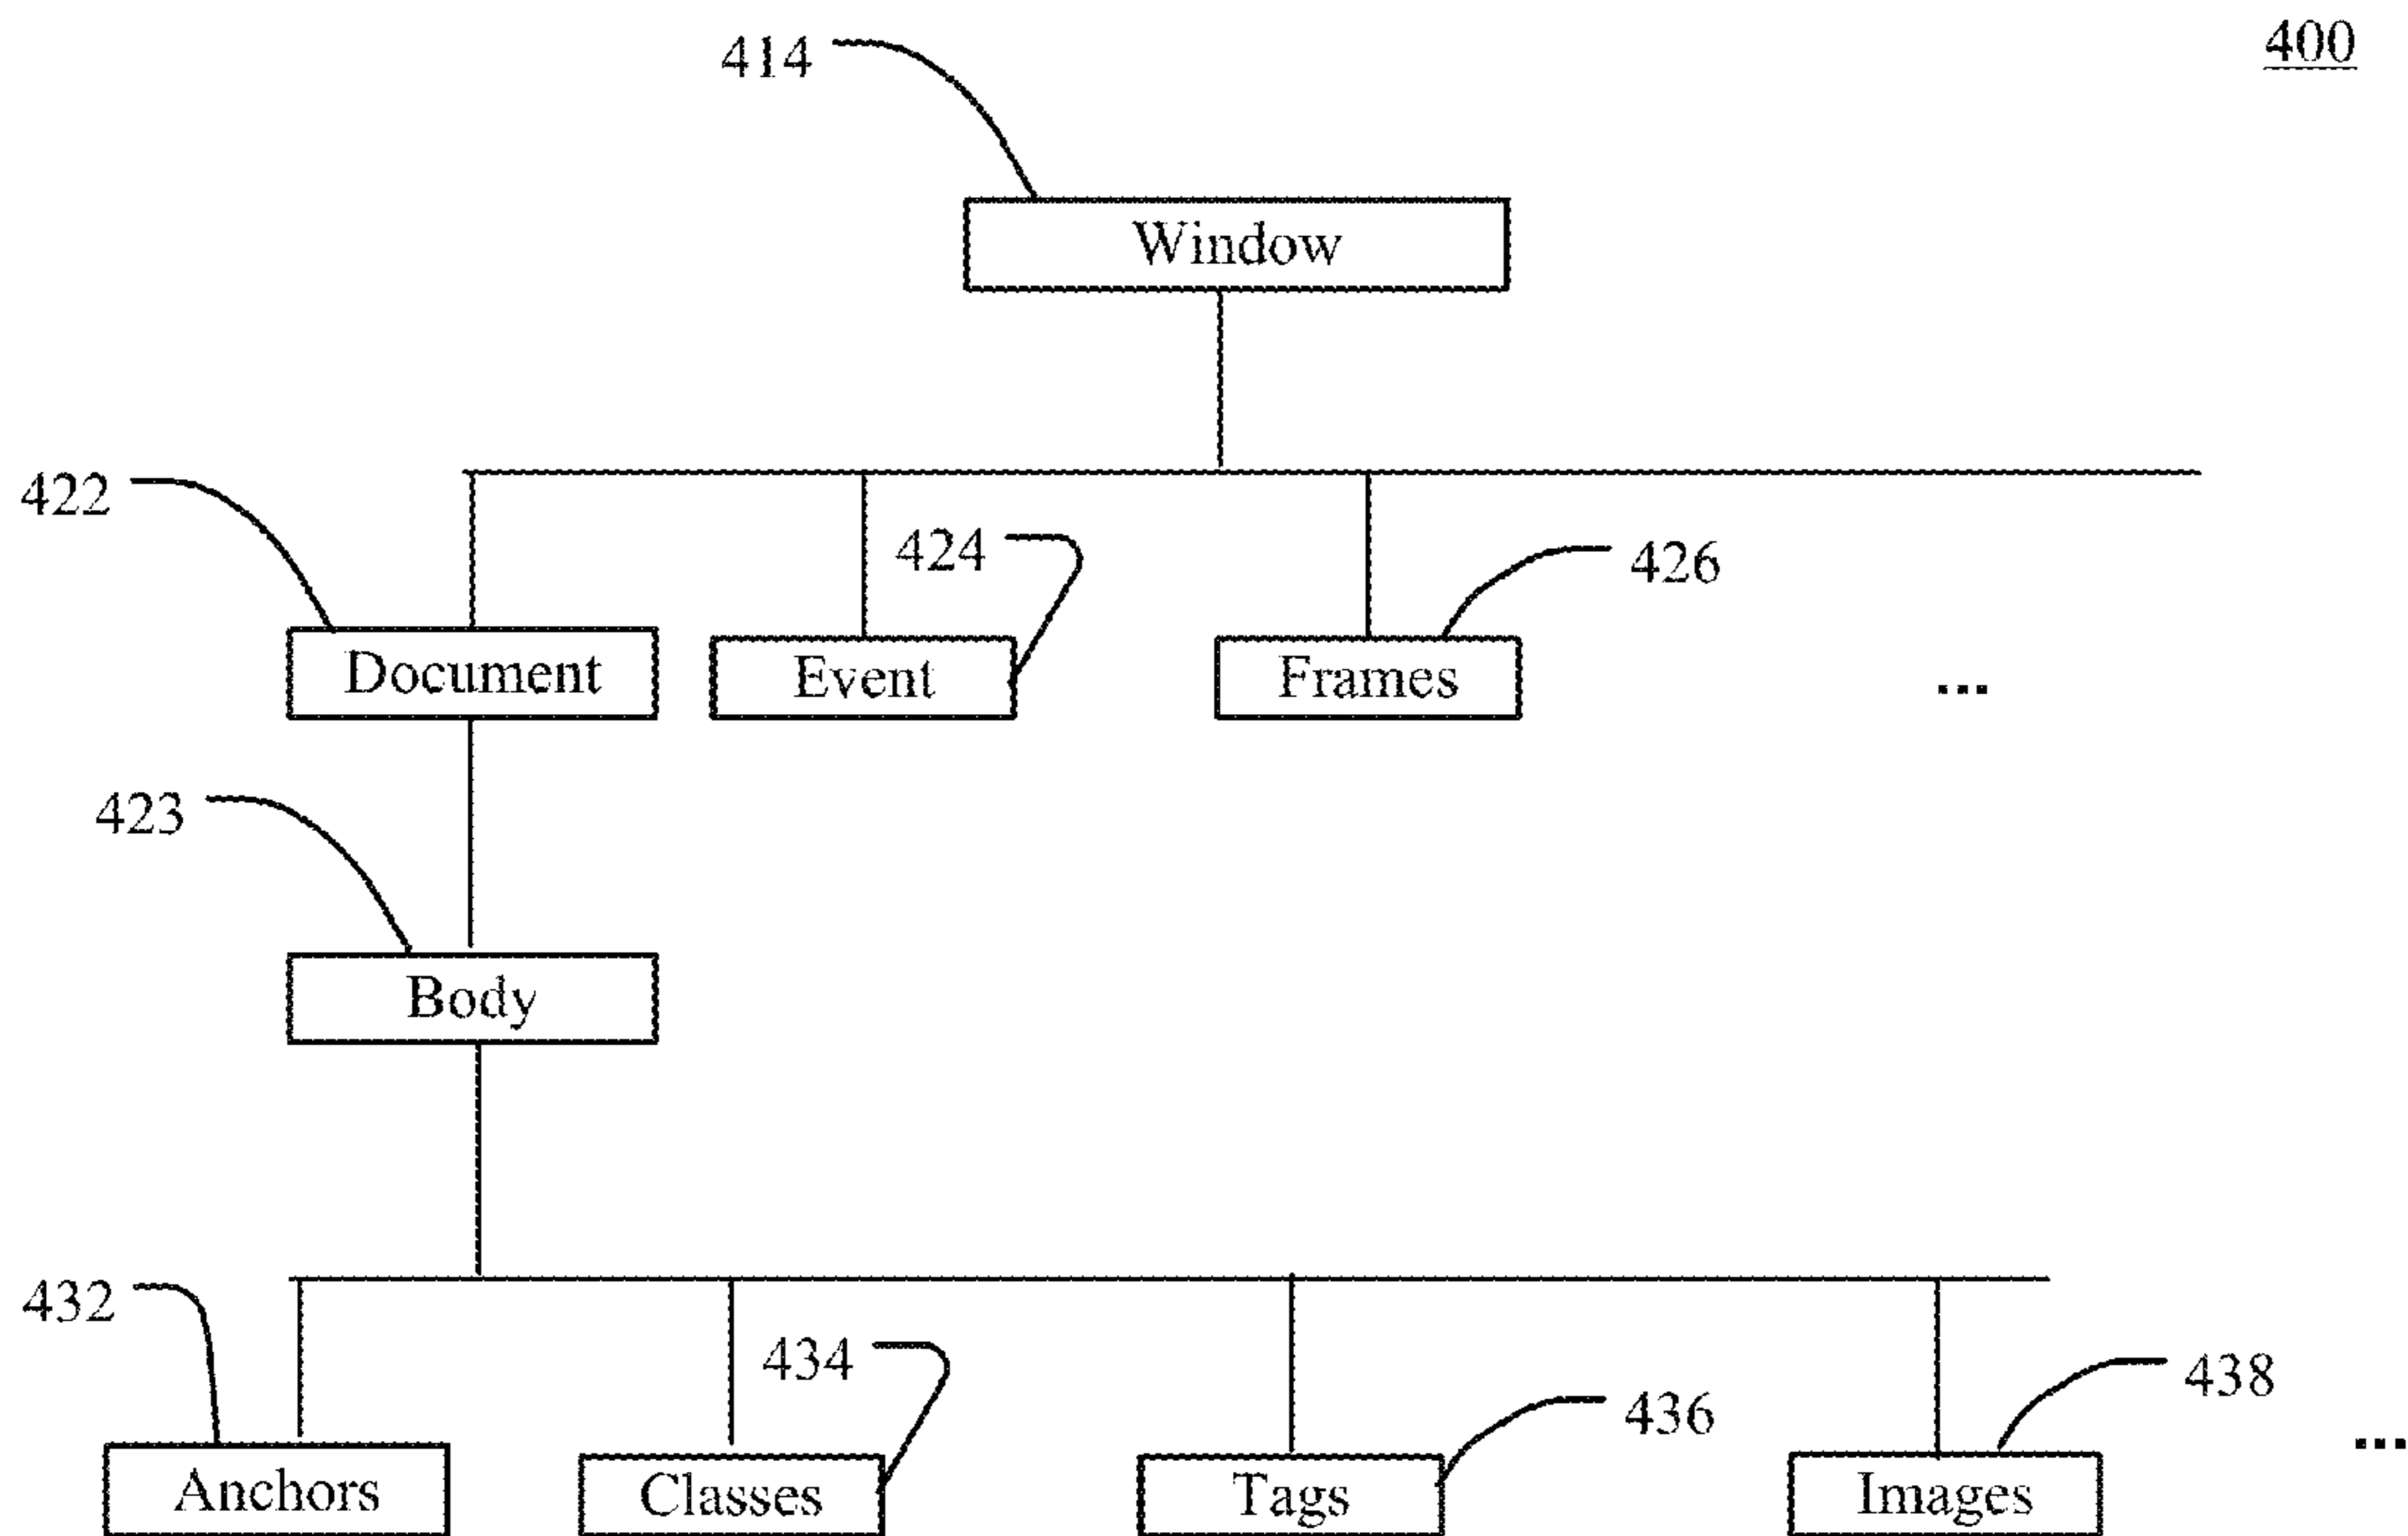 400
414
Window
422
424
426
Document
Event
Frames
...
423
Body
432
434
436
438
Anchors
Classes
Tags
Images
...